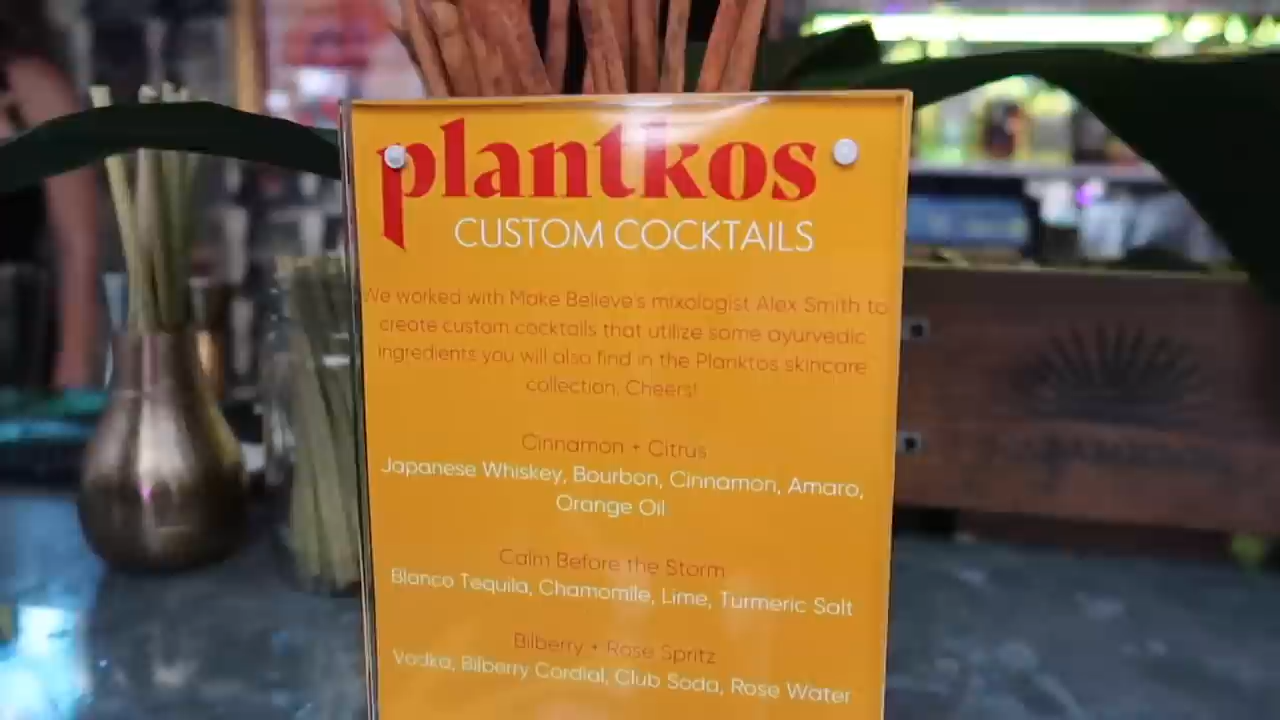 plantkos
CUSTOM COCKTAILS
We worked with Make Believe's mixologist Alex Smith to
create custom cocktails that utilize some ayurvedic
ingredients you will also find in the Planktos skincare
collection. Cheers!
Cinnamon + Citrus
Japanese Whiskey, Bourbon, Cinnamon, Amaro,
Orange Oil
Calm Before the Storm
Blanco Tequila, Chamomile, Lime, Turmeric Salt
Bilberry + Rose Spritz
Vodka, Bilberry Cordial, Club Soda, Rose Water